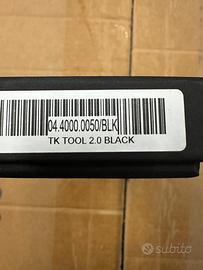 04.4000.0050/BLK
TK TOOL 2.0 BLACK
subito